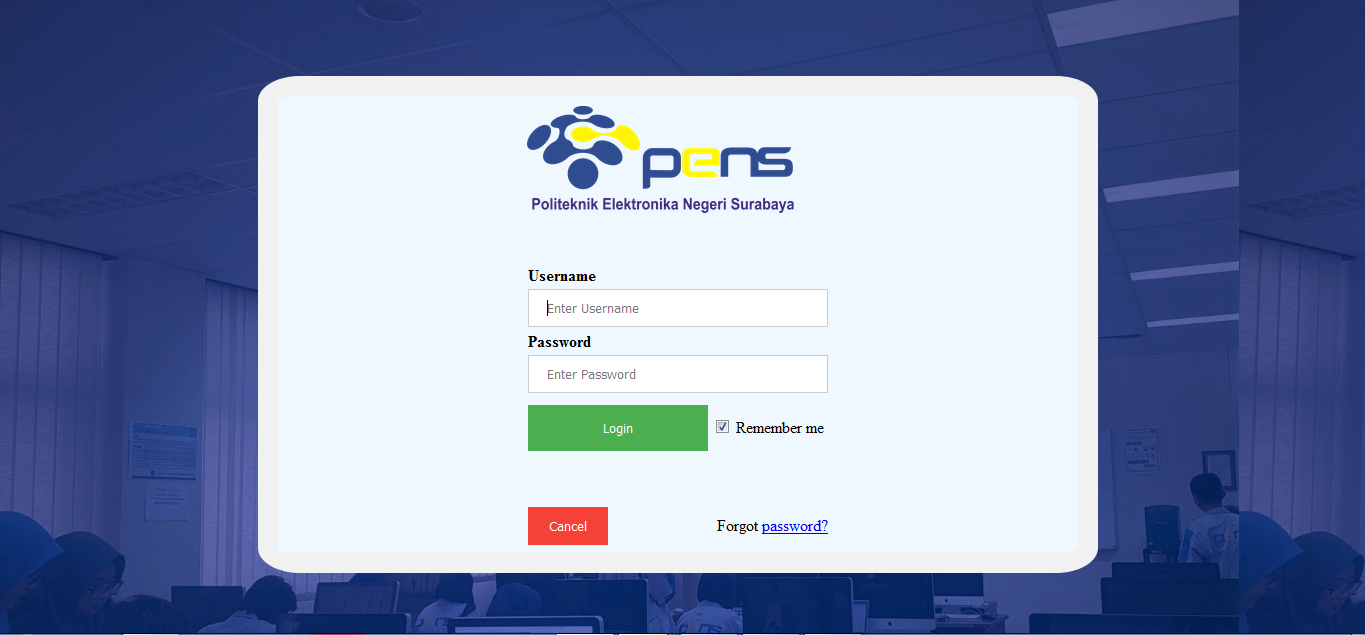 pens
Politeknik Elektronika Negeri Surabaya
Username
Enter Username
Password
Enter Password
Login
Remember me
Cancel
Forgot password?